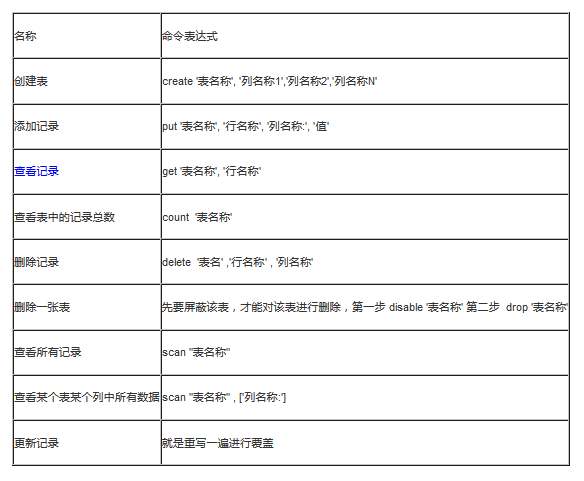 名称 命令表达式
创建表 create '表名称', '列名称1','列名称2','列名称N'
添加记录 put '表名称', '行名称', '列名称:', '值'
查看记录 get '表名称', '行名称'
查看表中的记录总数 count '表名称'
删除记录 delete '表名' ,'行名称' , '列名称'
删除一张表 先要屏蔽该表，才能对该表进行删除，第一步 disable '表名称' 第二步 drop '表名称'
查看所有记录 scan "表名称"
查看某个表某个列中所有数据 scan "表名称" , ['列名称:']
更新记录 就是重写一遍进行覆盖